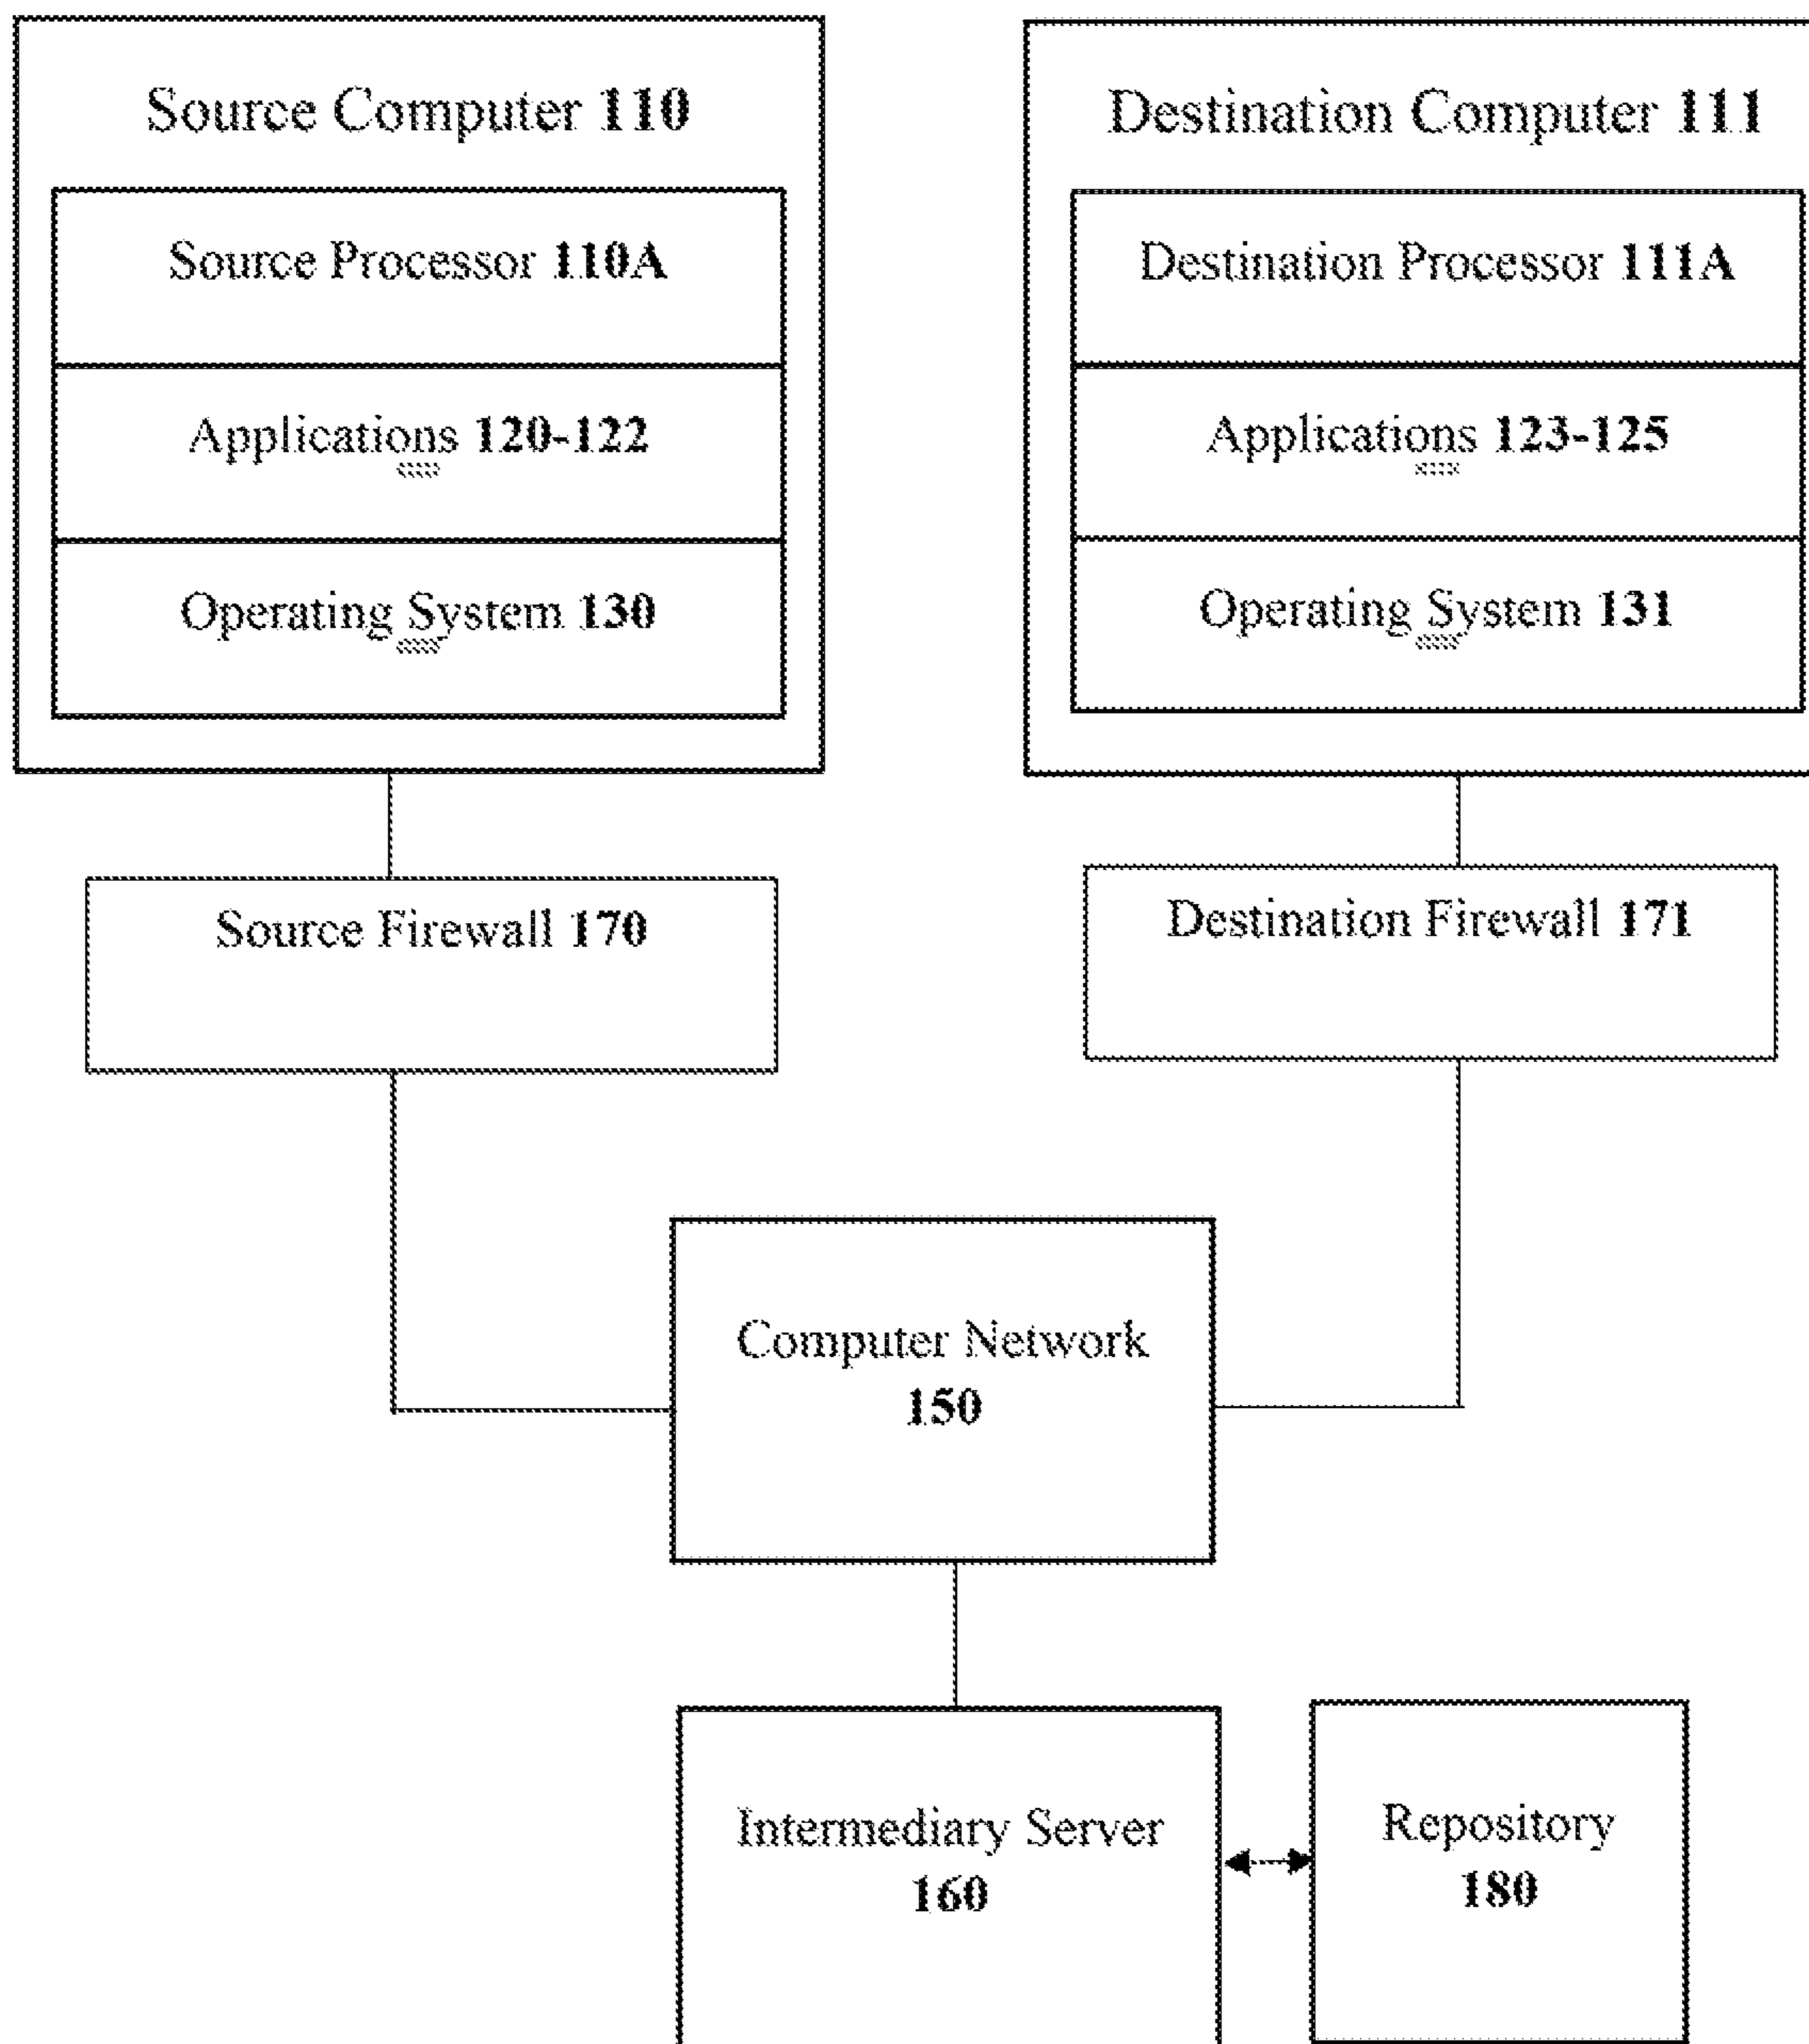 Source Computer 110
Source Processor 110A
Applications 120-122
Operating System 130
Destination Computer 111
Destination Processor 111A
Applications 123-125
Operating System 131
Source Firewall 170
Destination Firewall 171
Computer Network
150
Intermediary Server
160
Repository
180